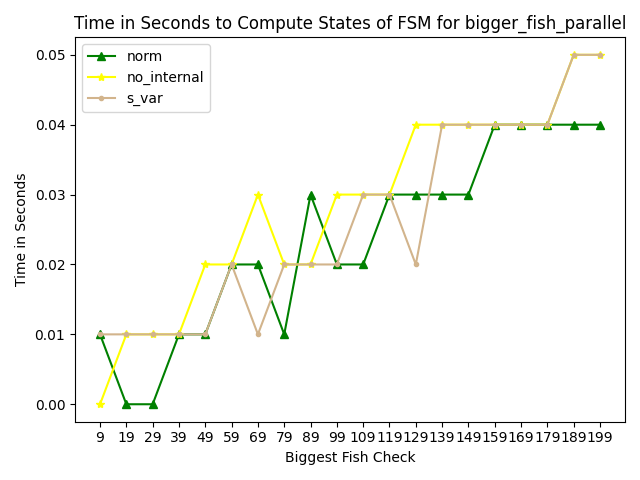 Time in Seconds to Compute States of FSM for bigger_fish_parallel
norm
no_internal
s_var
Time in Seconds
0.05
0.04
0.03
0.02
0.01
0.00
9 19 29 39 49 59 69 79 89 99 109 119 129 139 149 159 169 179 189 199
Biggest Fish Check